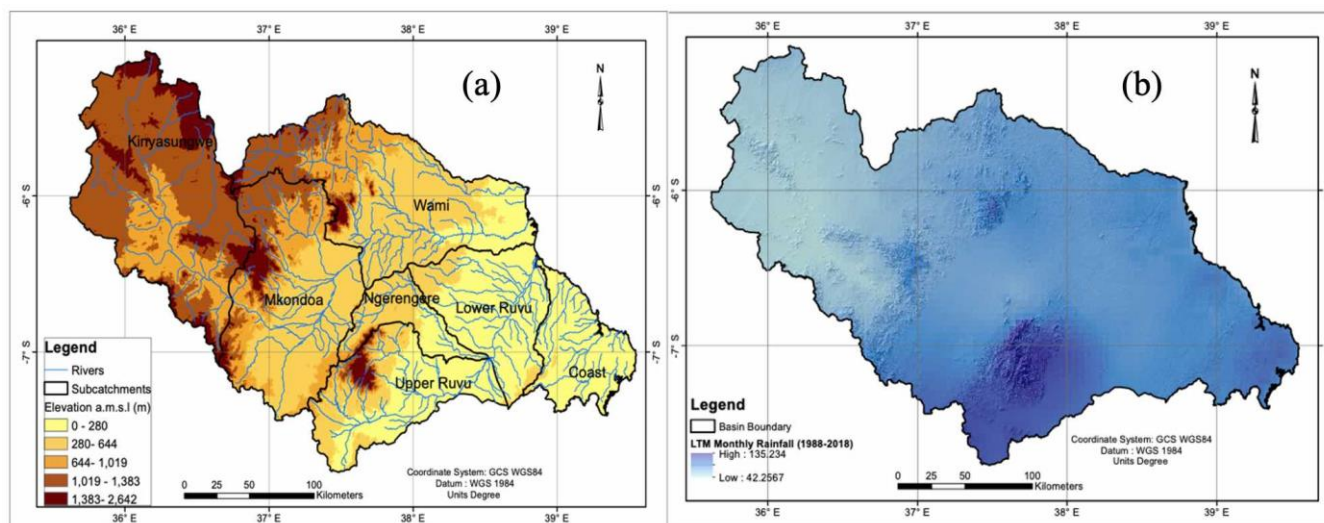 36° E 37° E 38° E 39° E
(a)
N
Kinyasungwe
-6° S
Wami
-6° S
Mkondoa
Ngerengere
Lower Ruvu
-7° S
Upper Ruvu
Coast
-7° S
Legend
Rivers
Subcatchments
Elevation a.m.s.l (m)
0 - 280
280- 644
644- 1,019
1,019 - 1,383
1,383- 2,642
0 25 50 100
Kilometers
Coordinate System: GCS WGS84
Datum : WGS 1984
Units Degree
36° E 37° E 38° E 39° E
36° E 37° E 38° E 39° E
(b)
N
-6° S
-6° S
-7° S
-7° S
Legend
Basin Boundary
LTM Monthly Rainfall (1988-2018)
High : 135.234
Low : 42.2567
0 25 50 100
Kilometers
Coordinate System: GCS WGS84
Datum : WGS 1984
Units Degree
36° E 37° E 38° E 39° E